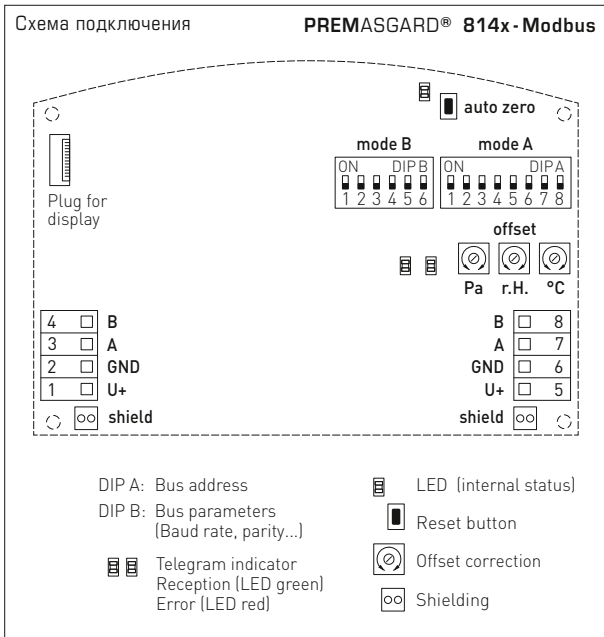 Схема подключения
PREMASGARD® 814x-Modbus
auto zero
mode B
mode A
ON DIP B
ON DIP A
1 2 3 4 5 6
1 2 3 4 5 6 7 8
Plug for
display
offset
Pa r.H. °C
4 B
3 A
2 GND
1 U+
shield
B 8
A 7
GND 6
U+ 5
shield
DIP A: Bus address
DIP B: Bus parameters
(Baud rate, parity...)
Telegram indicator
Reception (LED green)
Error (LED red)
LED (internal status)
Reset button
Offset correction
Shielding